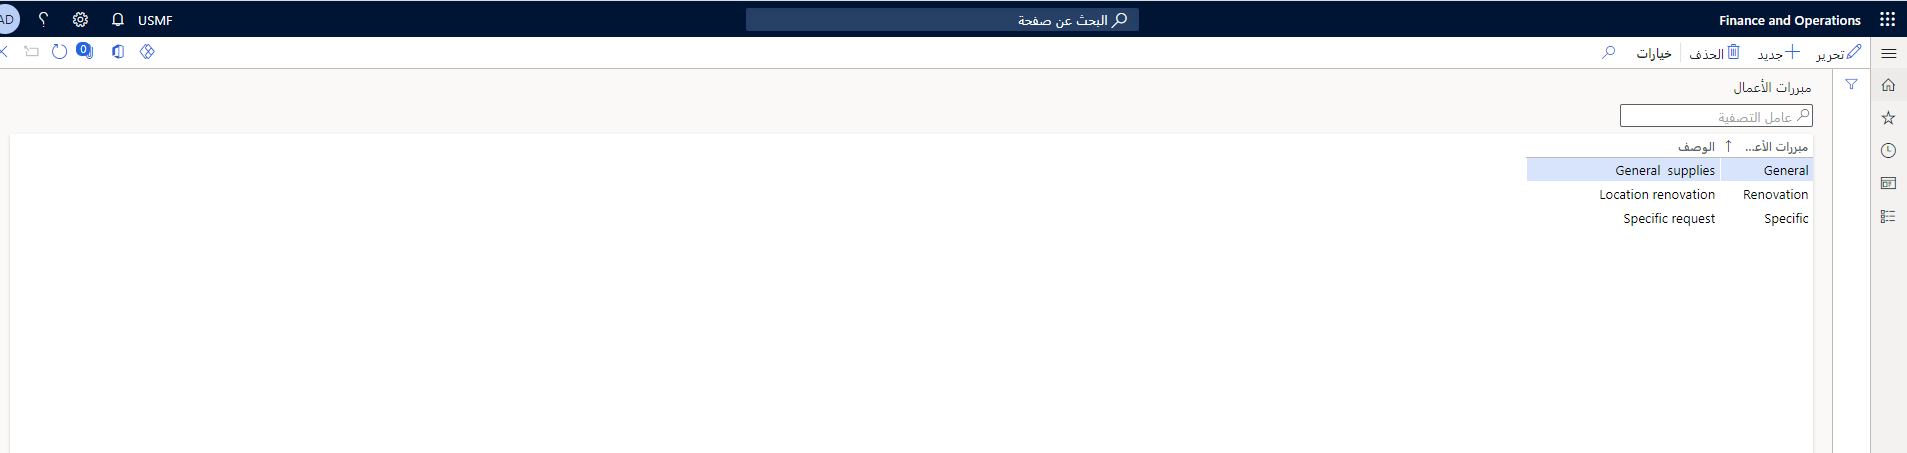 Finance and Operations
البحث عن صفحة
USMF
AD
تحرير
جديد
الحذف
خيارات
0
مبررات الأعمال
عامل التصفية
مبررات الأعـ... الوصف
General General supplies
Renovation Location renovation
Specific Specific request